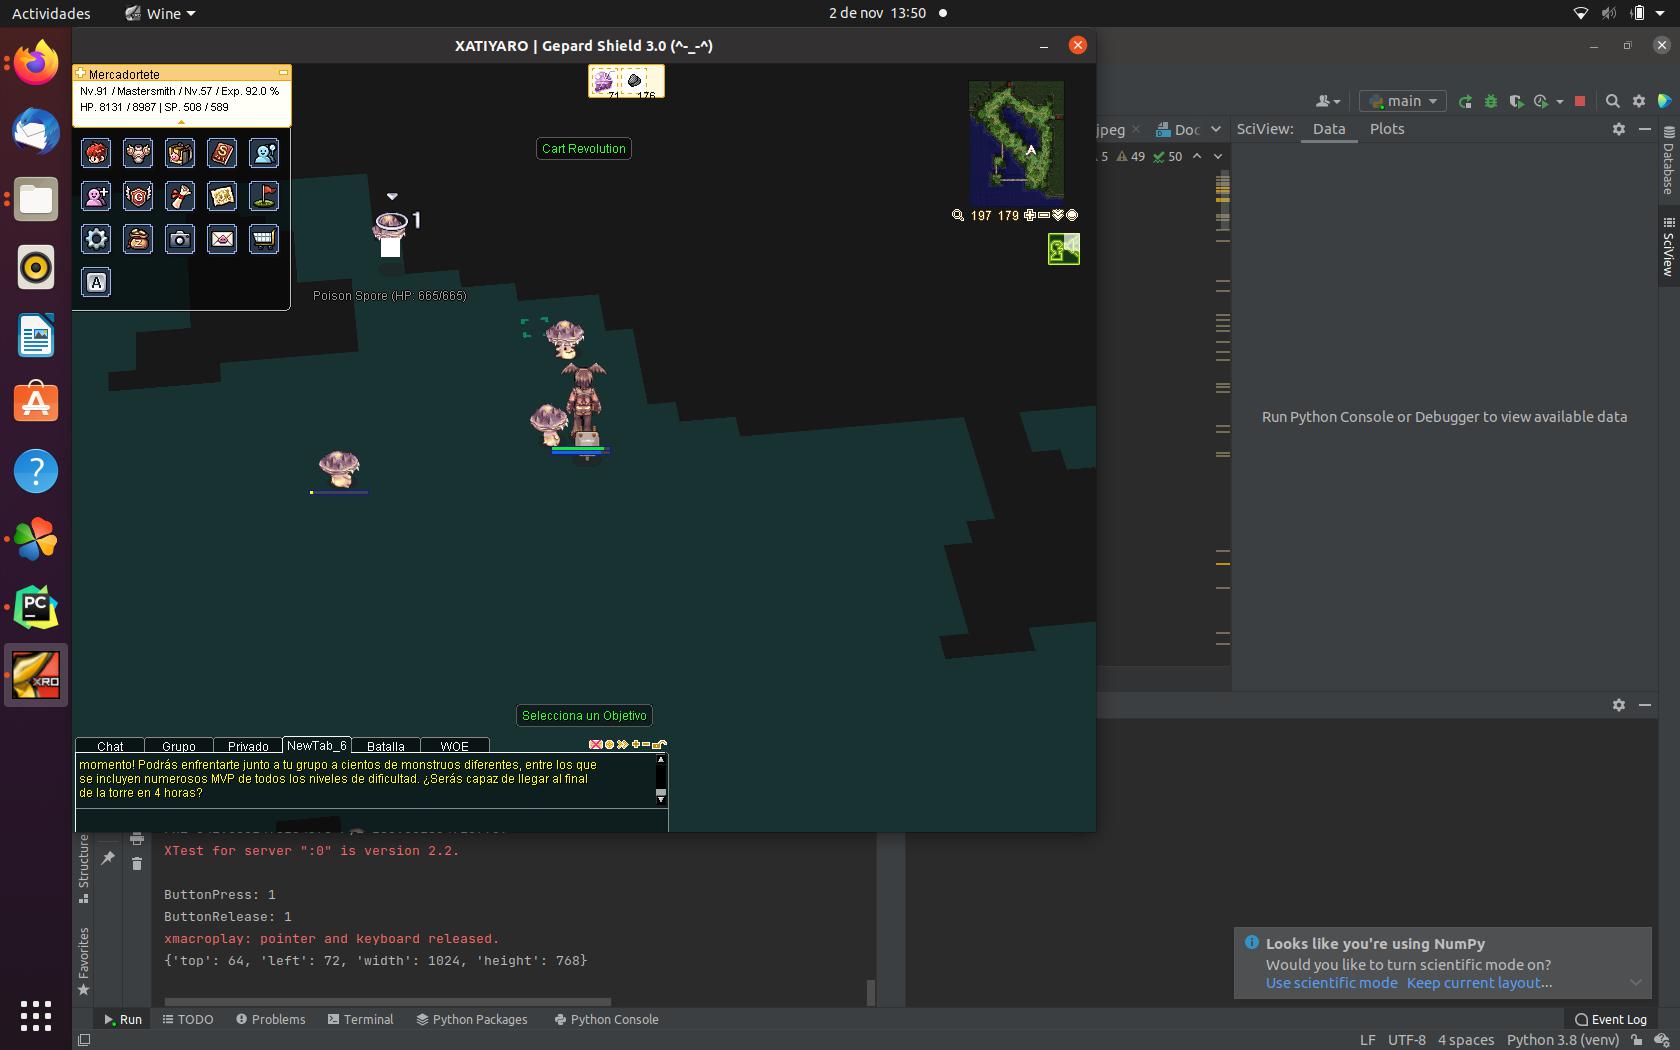 Actividades
Wine
2 de nov 13:50
XATIYARO | Gepard Shield 3.0 (^-_-^)
Mercadortete
Nv.91 / Mastersmith / Nv.57 / Exp. 92.0 %
HP. 8131 / 8987 | SP. 508 / 589
71
176
Cart Revolution
197 179
1
A
Poison Spore (HP: 665/665)
Selecciona un Objetivo
Chat
Grupo
Privado
NewTab_6
Batalla
WOE
momento! Podrás enfrentarte junto a tu grupo a cientos de monstruos diferentes, entre los que
se incluyen numerosos MVP de todos los niveles de dificultad. ¿Serás capaz de llegar al final
de la torre en 4 horas?
main
jpeg
Doc
5
49
50
SciView:
Data
Plots
Database
SciView
Run Python Console or Debugger to view available data
PC
XRO
Structure
Favorites
XTest for server ":0" is version 2.2.
ButtonPress: 1
ButtonRelease: 1
xmacroplay: pointer and keyboard released.
{'top': 64, 'left': 72, 'width': 1024, 'height': 768}
Looks like you're using NumPy
Would you like to turn scientific mode on?
Use scientific mode Keep current layout...
Run
TODO
Problems
Terminal
Python Packages
Python Console
Event Log
LF
UTF-8
4 spaces
Python 3.8 (venv)